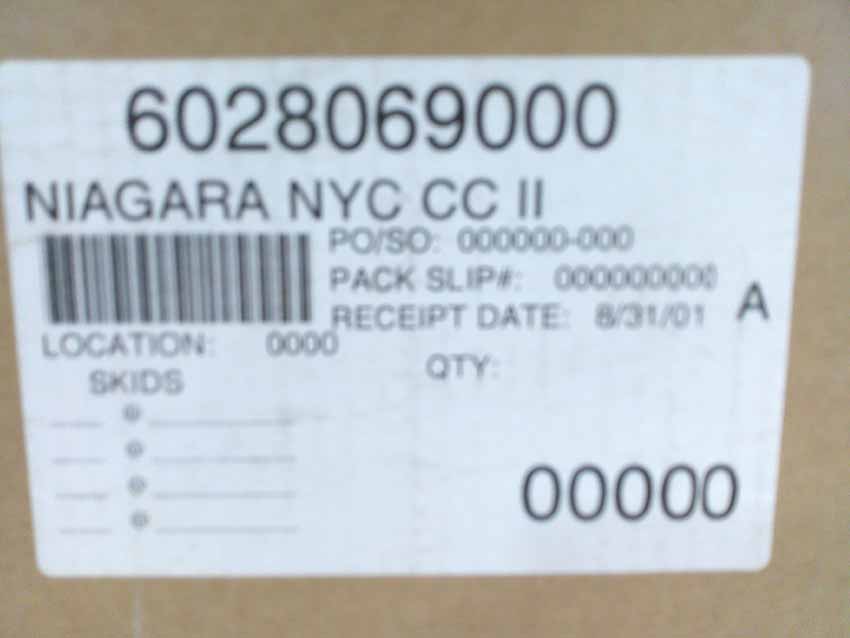 6028069000
NIAGARA NYC CC II
PO/SO: 000000-000
PACK SLIP#: 000000000
RECEIPT DATE: 8/31/01
A
LOCATION: 0000
SKIDS
QTY:
@
@
@
@
00000